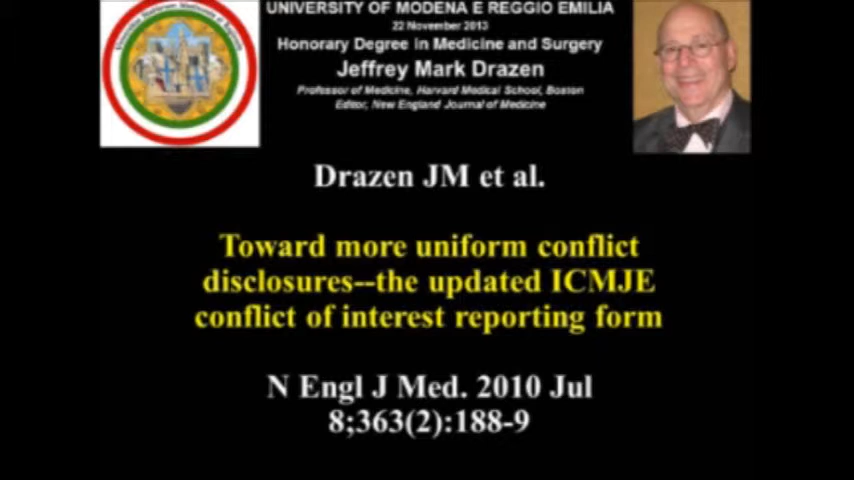 UNIVERSITY OF MODENA E REGGIO EMILIA
22 November 2013
Honorary Degree in Medicine and Surgery
Jeffrey Mark Drazen
Professor of Medicine, Harvard Medical School, Boston
Editor, New England Journal of Medicine
Drazen JM et al.
Toward more uniform conflict
disclosures--the updated ICMJE
conflict of interest reporting form
N Engl J Med. 2010 Jul
8;363(2):188-9